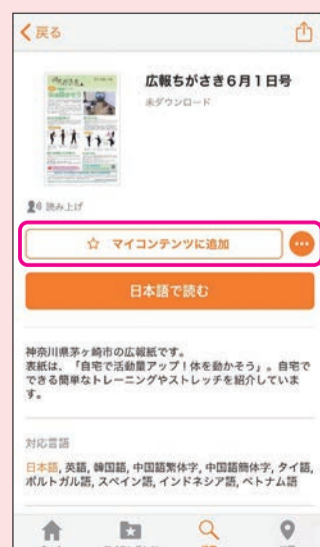 戻る
広報ちがさき6月1日号
未ダウンロード
読み上げ
☆ マイコンテンツに追加
日本語で読む
神奈川県茅ヶ崎市の広報紙です。
表紙は、「自宅で活動量アップ！体を動かそう」。自宅で
できる簡単なトレーニングやストレッチを紹介していま
す。
対応言語
日本語, 英語, 韓国語, 中国語繁体字, 中国語簡体字, タイ語,
ポルトガル語, スペイン語, インドネシア語, ベトナム語